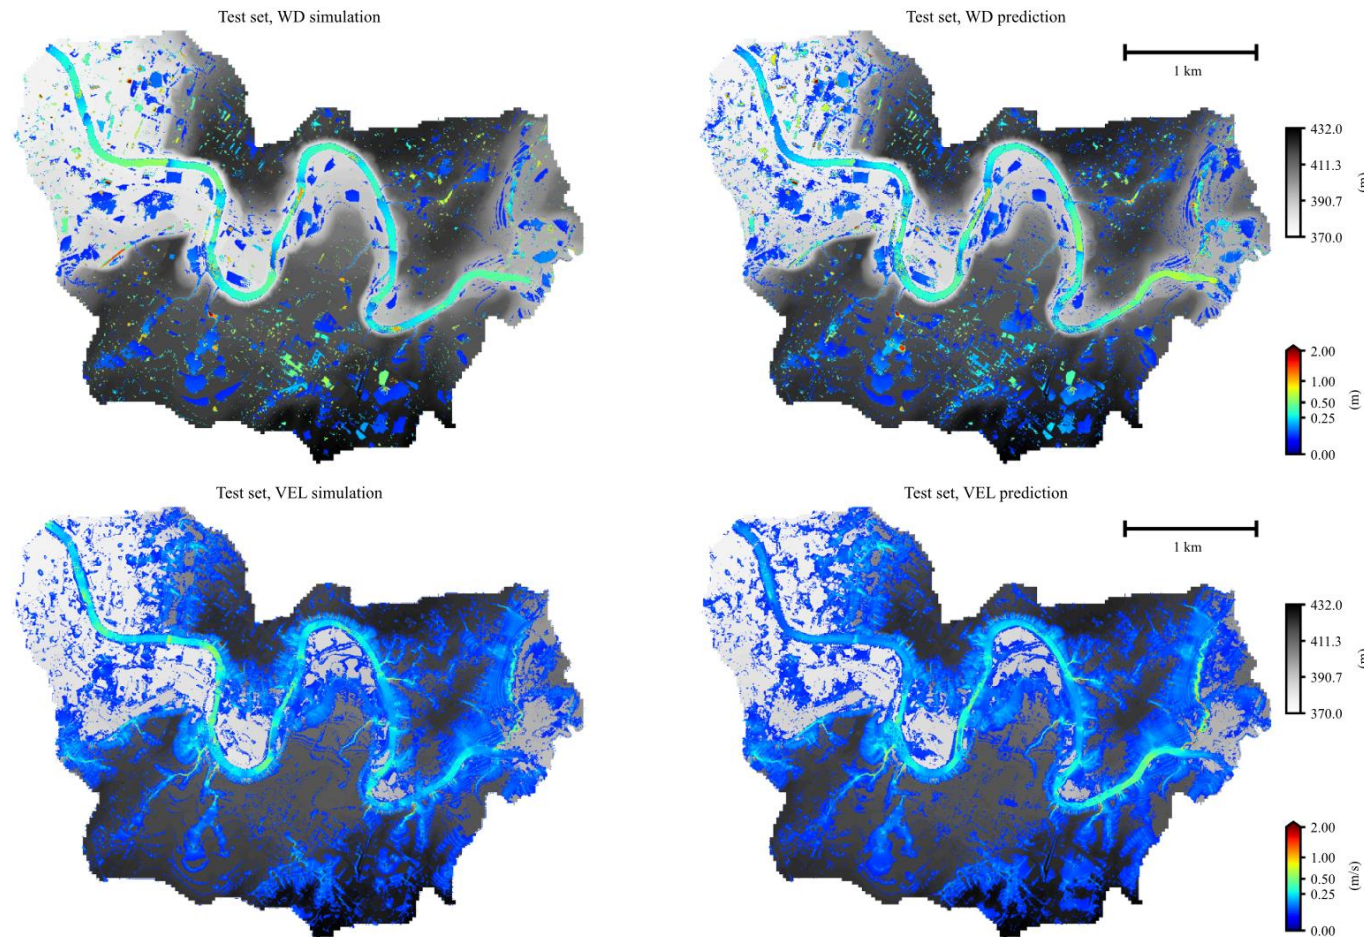 Test set, WD simulation
Test set, WD prediction
1 km
432.0
411.3
390.7
370.0
(m)
2.00
1.00
0.50
0.25
0.00
(m)
Test set, VEL simulation
Test set, VEL prediction
1 km
432.0
411.3
390.7
370.0
(m)
2.00
1.00
0.50
0.25
0.00
(m/s)